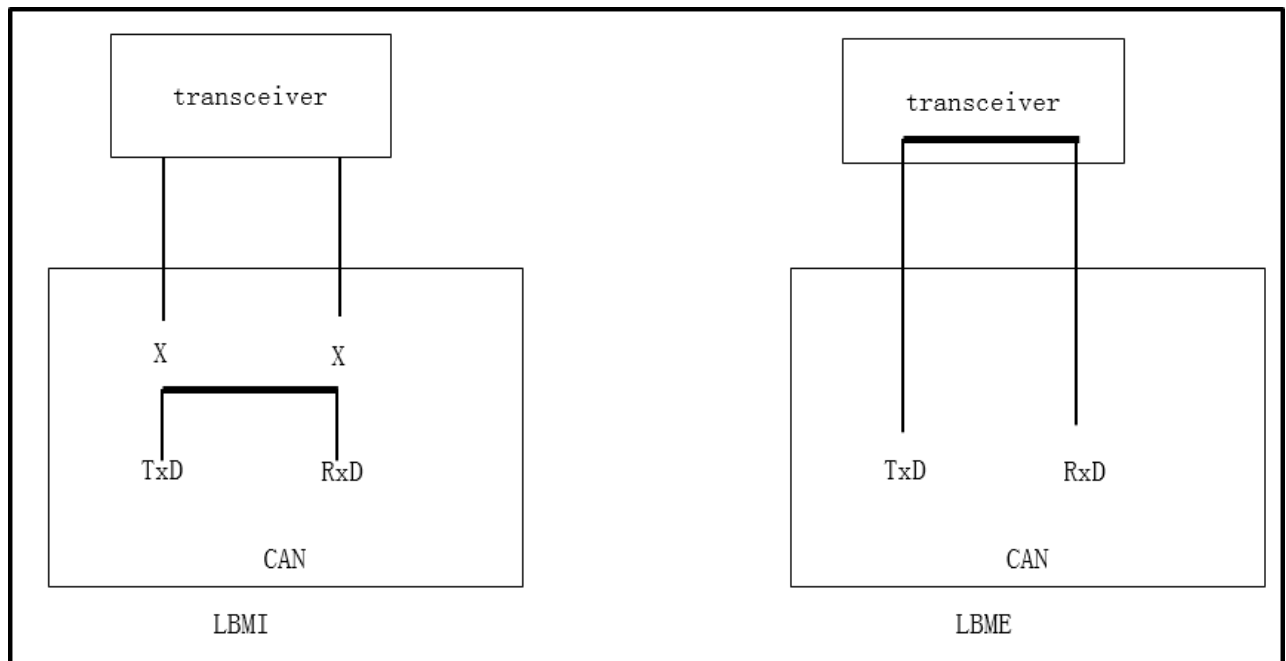 transceiver
transceiver
X X
TxD RxD
TxD RxD
CAN
CAN
LBMI
LBME